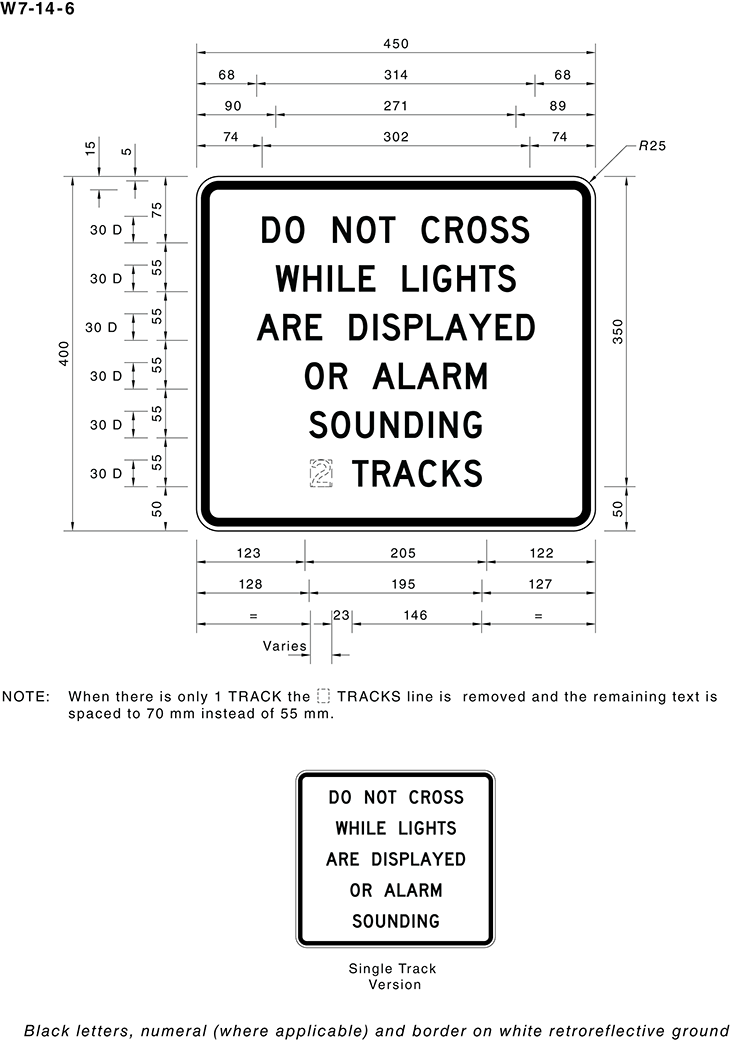 W7-14-6
450
68 314 68
90 271 89
74 302 74
R25
15 5
400
75
30 D
55
30 D
55
30 D
55
30 D
55
30 D
55
30 D
50
350
50
DO NOT CROSS
WHILE LIGHTS
ARE DISPLAYED
OR ALARM
SOUNDING
2 TRACKS
123 205 122
128 195 127
= 23 146 =
Varies
NOTE: When there is only 1 TRACK the TRACKS line is removed and the remaining text is
spaced to 70 mm instead of 55 mm.
DO NOT CROSS
WHILE LIGHTS
ARE DISPLAYED
OR ALARM
SOUNDING
Single Track
Version
Black letters, numeral (where applicable) and border on white retroreflective ground